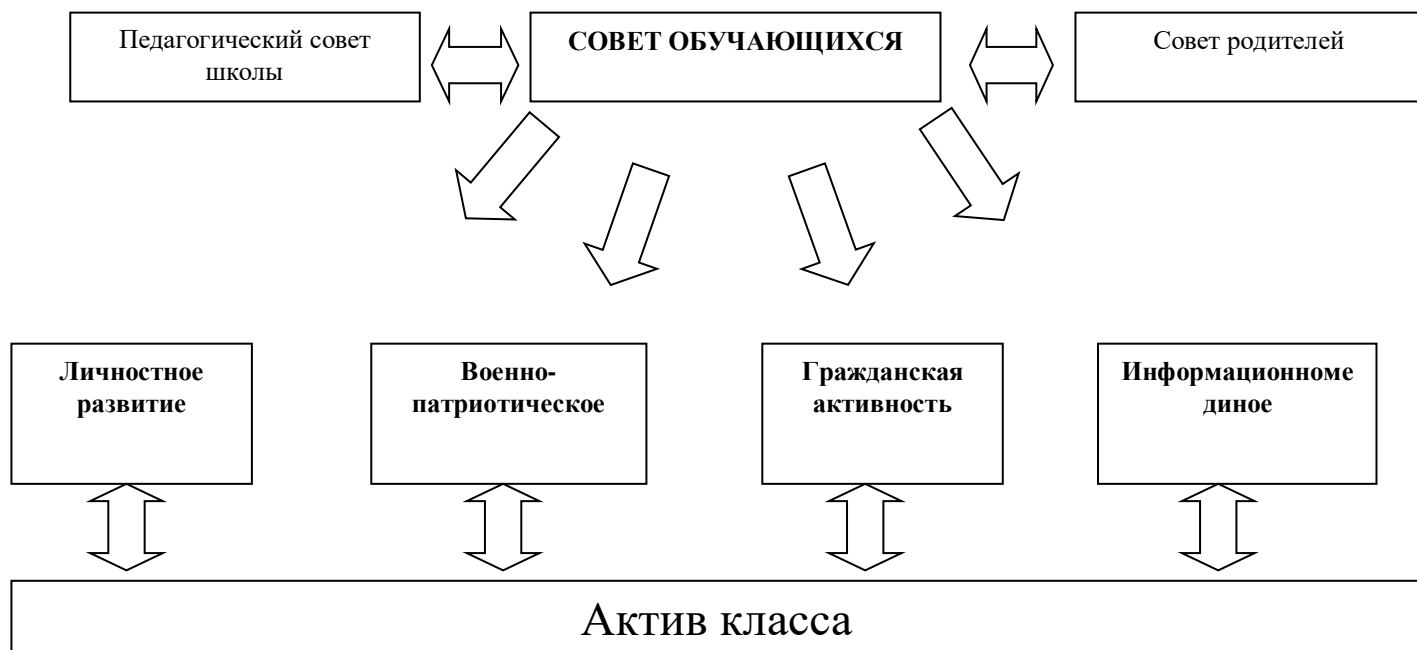 Педагогический совет
школы
СОВЕТ ОБУЧАЮЩИХСЯ
Совет родителей
Личностное
развитие
Военно-
патриотическое
Гражданская
активность
Информационноме
диное
Актив класса